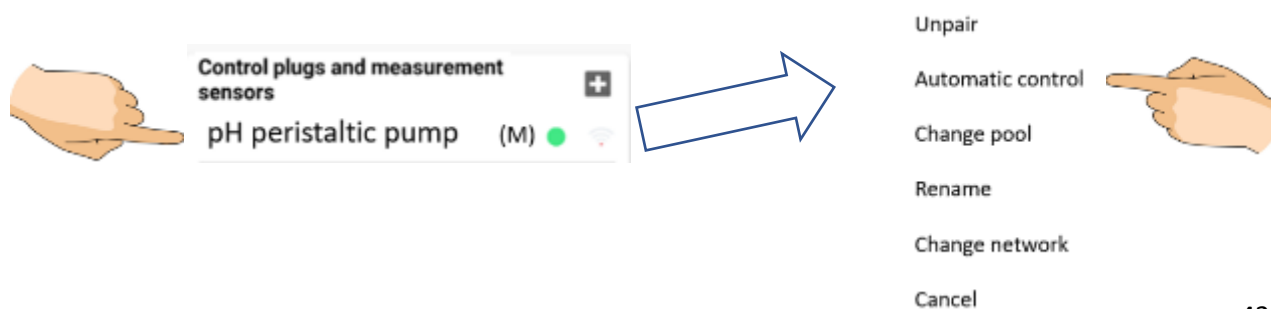 Control plugs and measurement
sensors
pH peristaltic pump (M)
Unpair
Automatic control
Change pool
Rename
Change network
Cancel